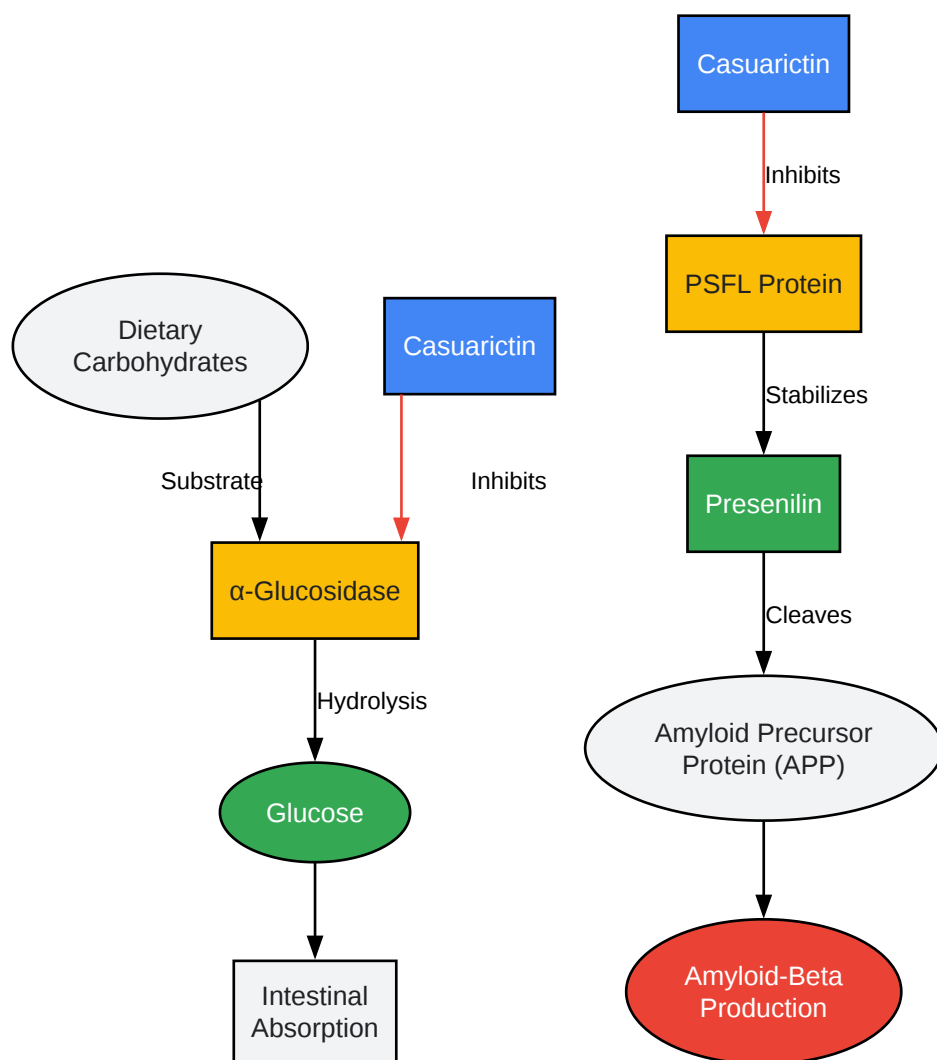 Casuarictin
Inhibits
PSFL Protein
Stabilizes
Presenilin
Cleaves
Amyloid Precursor
Protein (APP)
Amyloid-Beta
Production
Dietary
Carbohydrates
Casuarictin
Substrate
Inhibits
α-Glucosidase
Hydrolysis
Glucose
Intestinal
Absorption